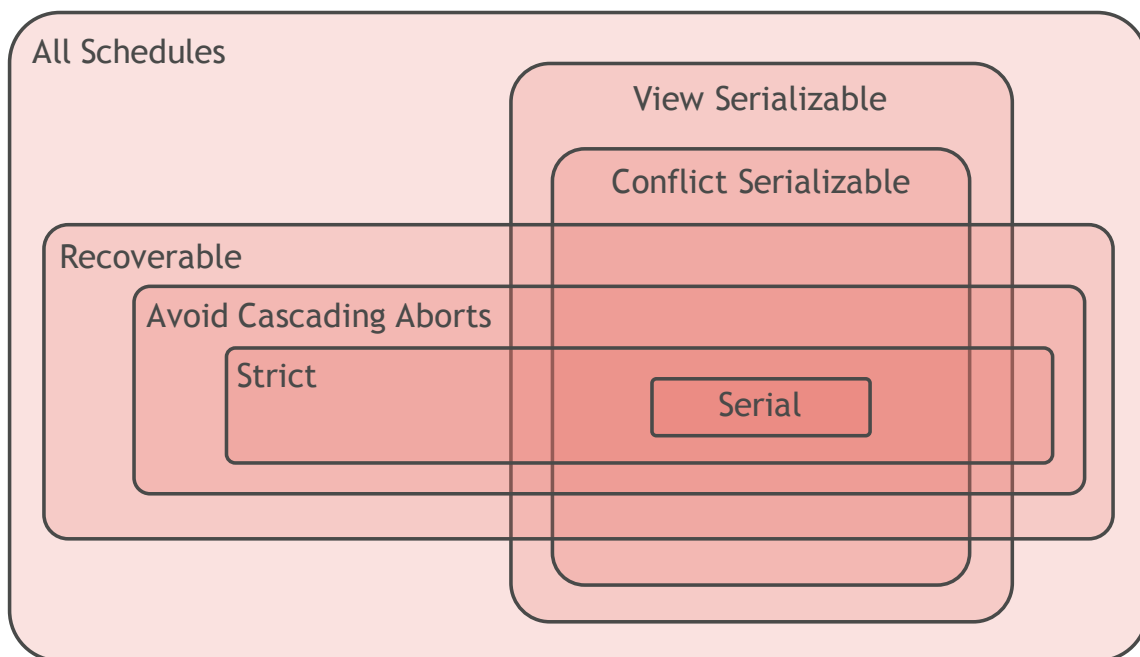 All Schedules
View Serializable
Conflict Serializable
Recoverable
Avoid Cascading Aborts
Strict
Serial